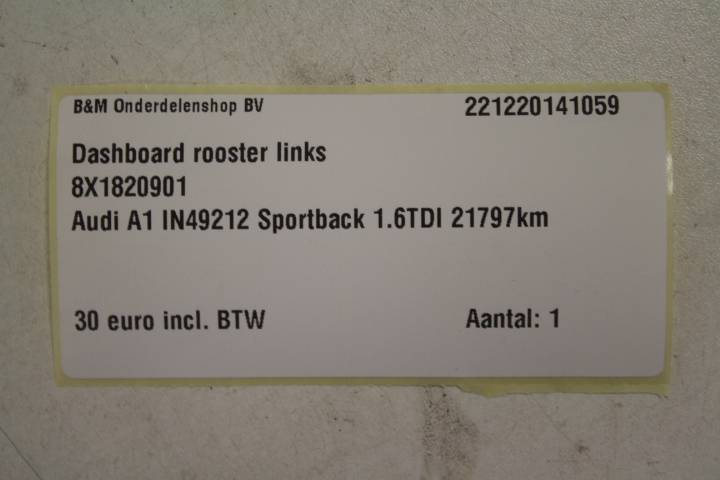 B&M Onderdelenshop BV 221220141059
Dashboard rooster links
8X1820901
Audi A1 IN49212 Sportback 1.6TDI 21797km
30 euro incl. BTW Aantal: 1